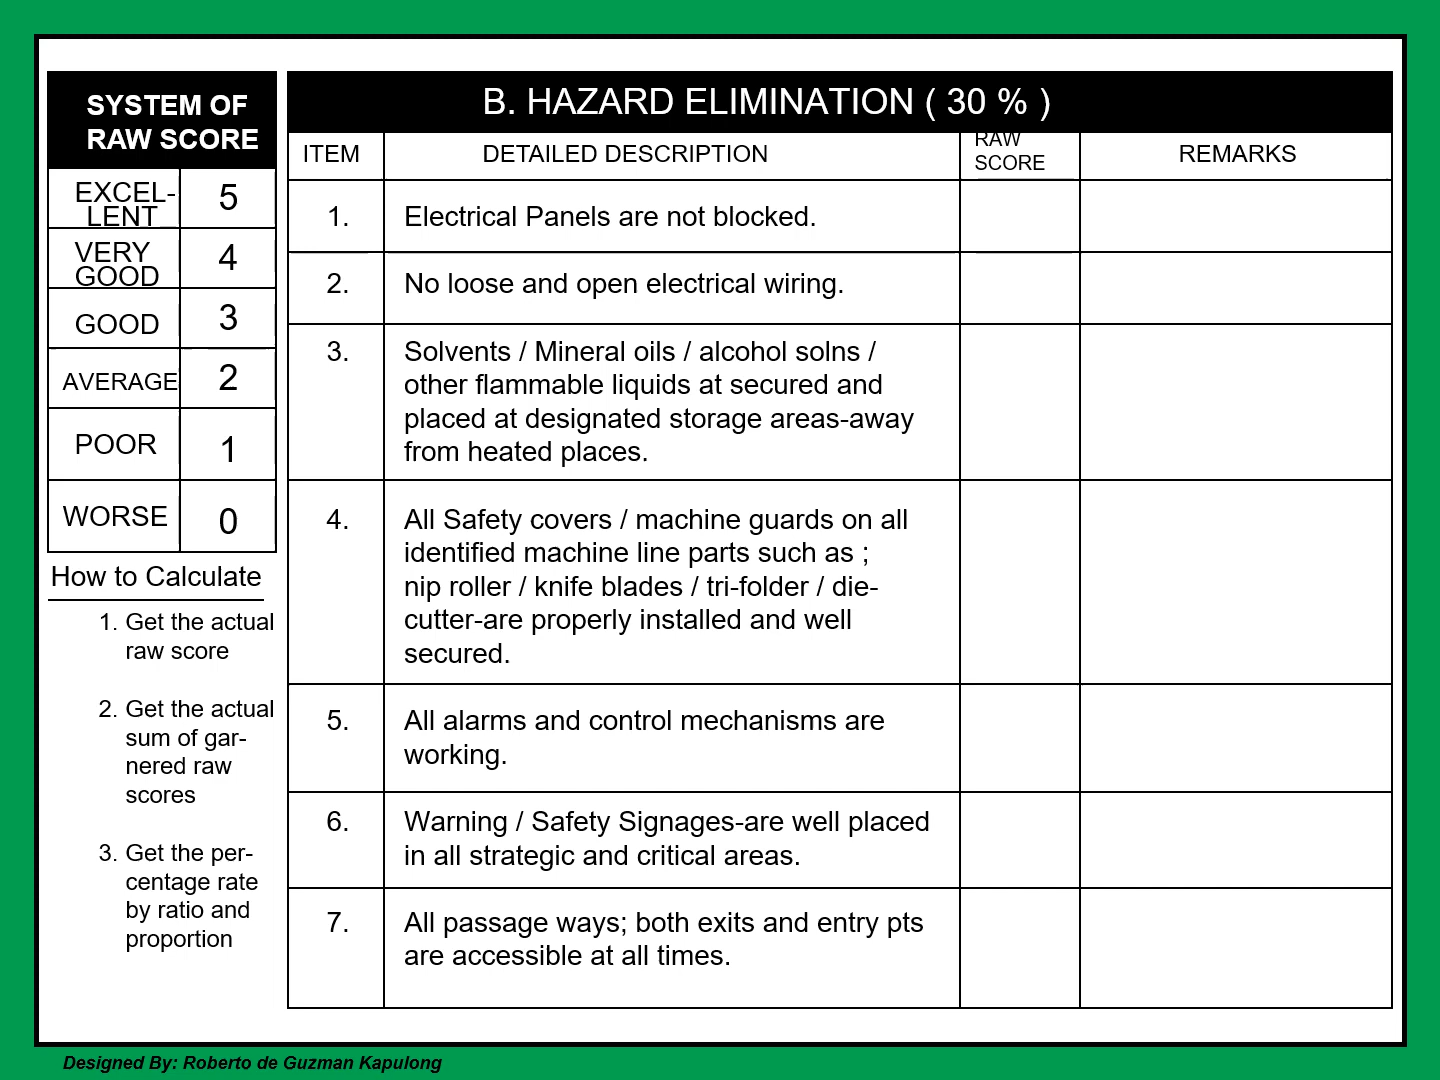 SYSTEM OF
RAW SCORE
EXCEL-
LENT
5
VERY
GOOD
4
GOOD
3
AVERAGE
2
POOR
1
WORSE
0
How to Calculate
1. Get the actual
raw score
2. Get the actual
sum of gar-
nered raw
scores
3. Get the per-
centage rate
by ratio and
proportion
B. HAZARD ELIMINATION ( 30 % )
ITEM
DETAILED DESCRIPTION
RAW
SCORE
REMARKS
1.
Electrical Panels are not blocked.
2.
No loose and open electrical wiring.
3.
Solvents / Mineral oils / alcohol solns /
other flammable liquids at secured and
placed at designated storage areas-away
from heated places.
4.
All Safety covers / machine guards on all
identified machine line parts such as ;
nip roller / knife blades / tri-folder / die-
cutter-are properly installed and well
secured.
5.
All alarms and control mechanisms are
working.
6.
Warning / Safety Signages-are well placed
in all strategic and critical areas.
7.
All passage ways; both exits and entry pts
are accessible at all times.
Designed By: Roberto de Guzman Kapulong